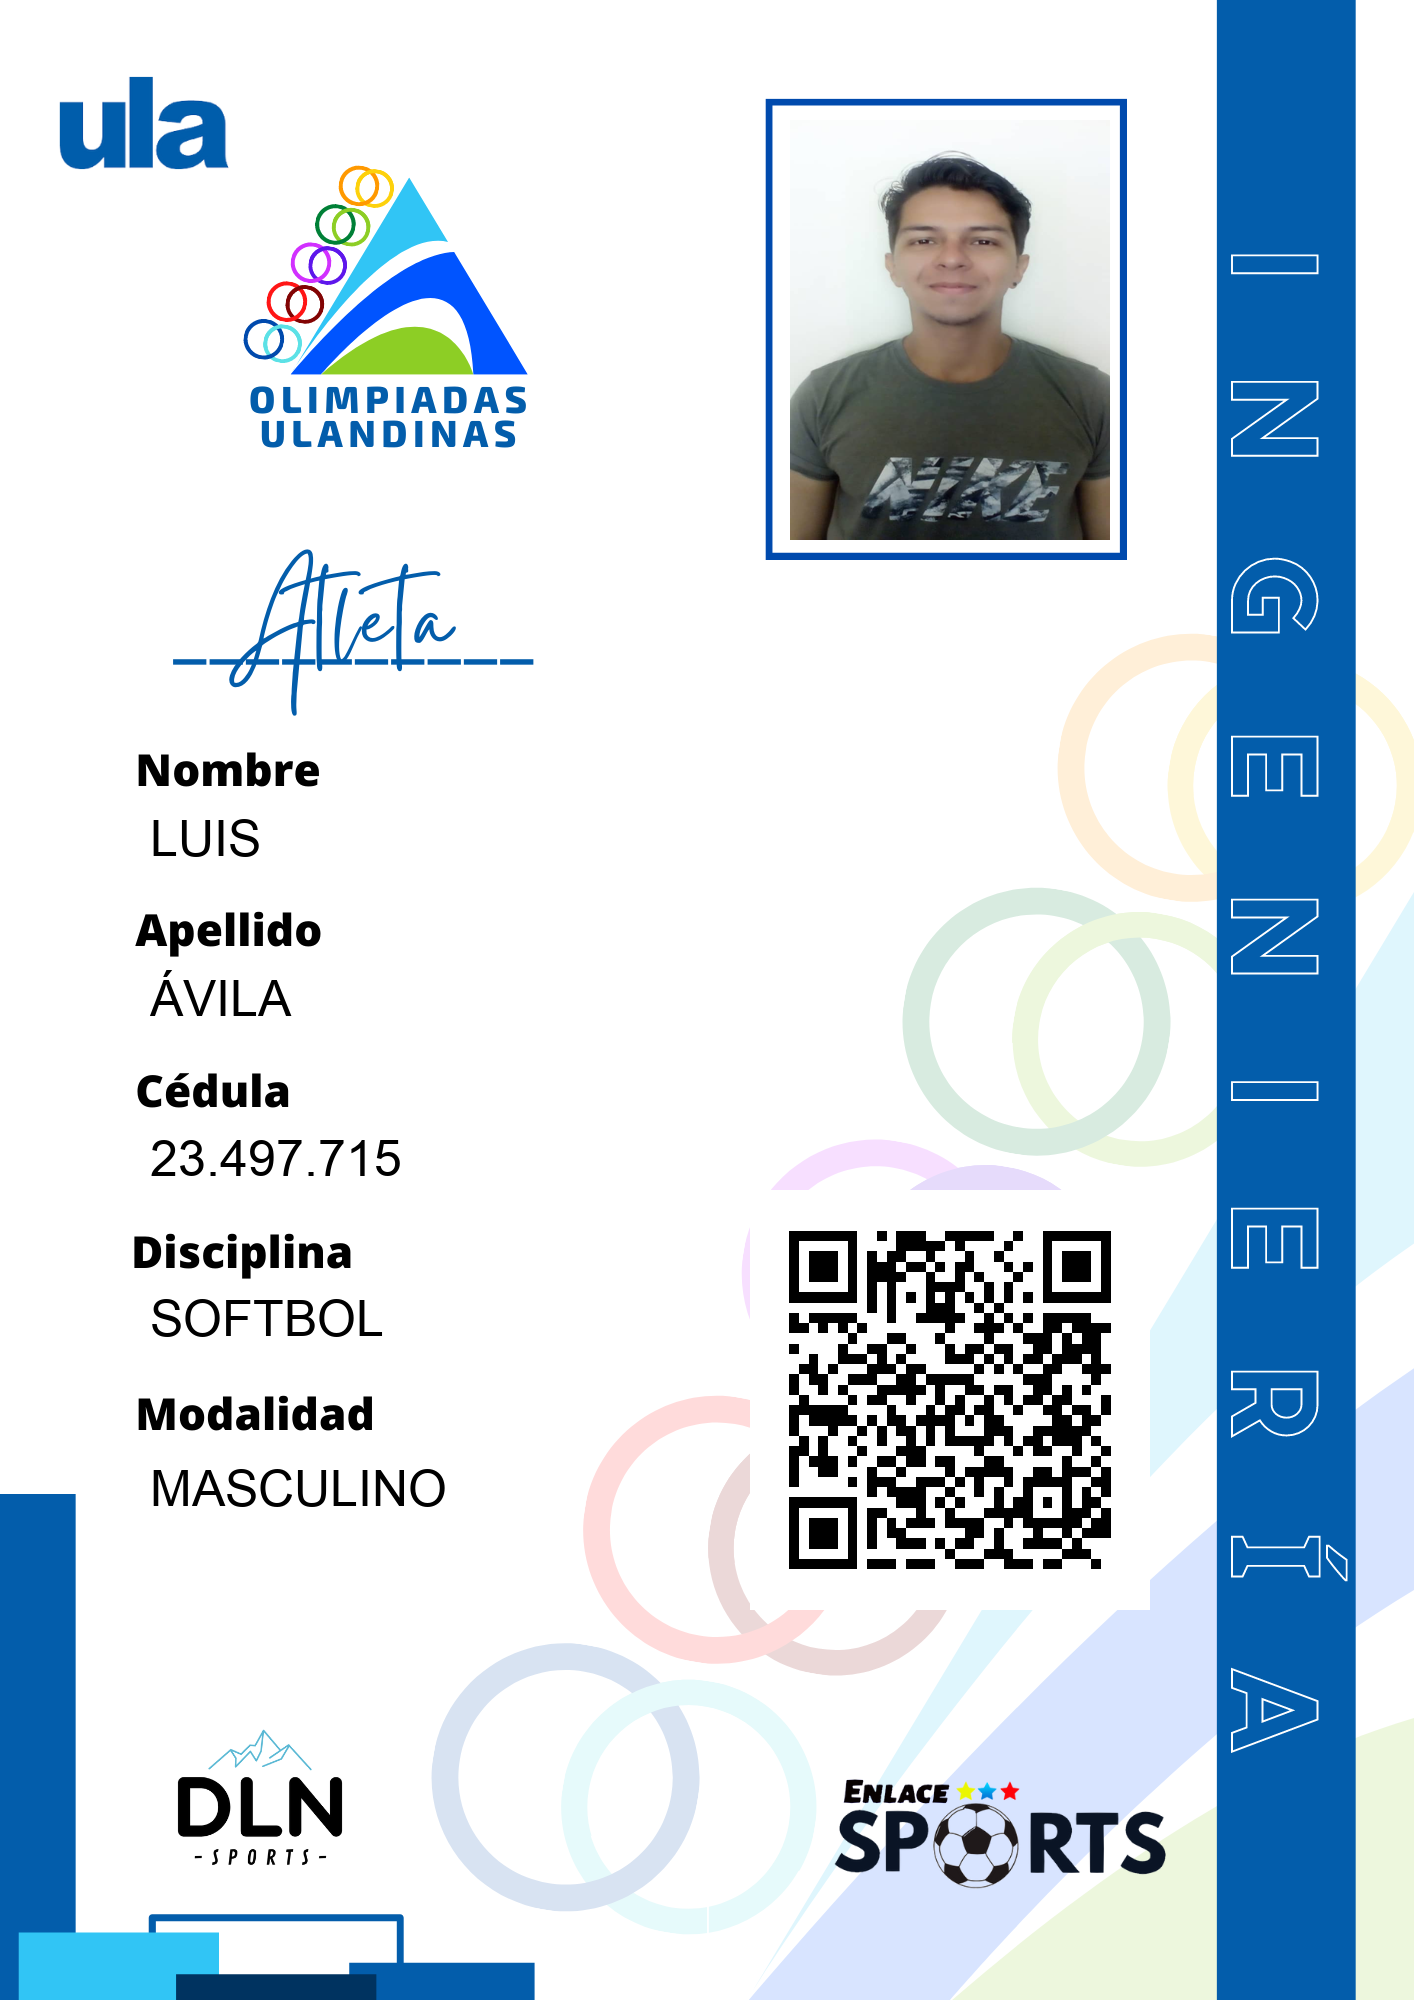 ula
OLIMPIADAS
ULANDINAS
NIKE
Atleta
Nombre
LUIS
Apellido
ÁVILA
Cédula
23.497.715
Disciplina
SOFTBOL
Modalidad
MASCULINO
INGENIERÍA
DLN
-SPORTS-
ENLACE
SPORTS